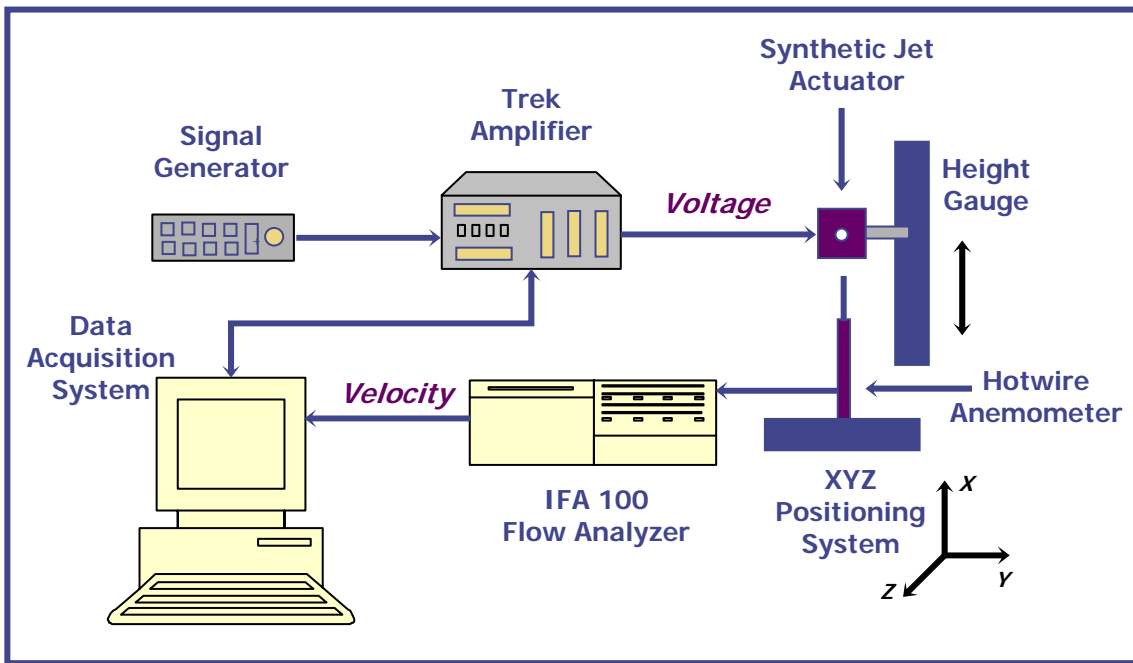 Synthetic Jet
Actuator
Trek
Amplifier
Signal
Generator
Height
Gauge
Voltage
Data
Acquisition
System
Velocity
Hotwire
Anemometer
IFA 100
Flow Analyzer
XYZ
Positioning
System
X
Y
Z